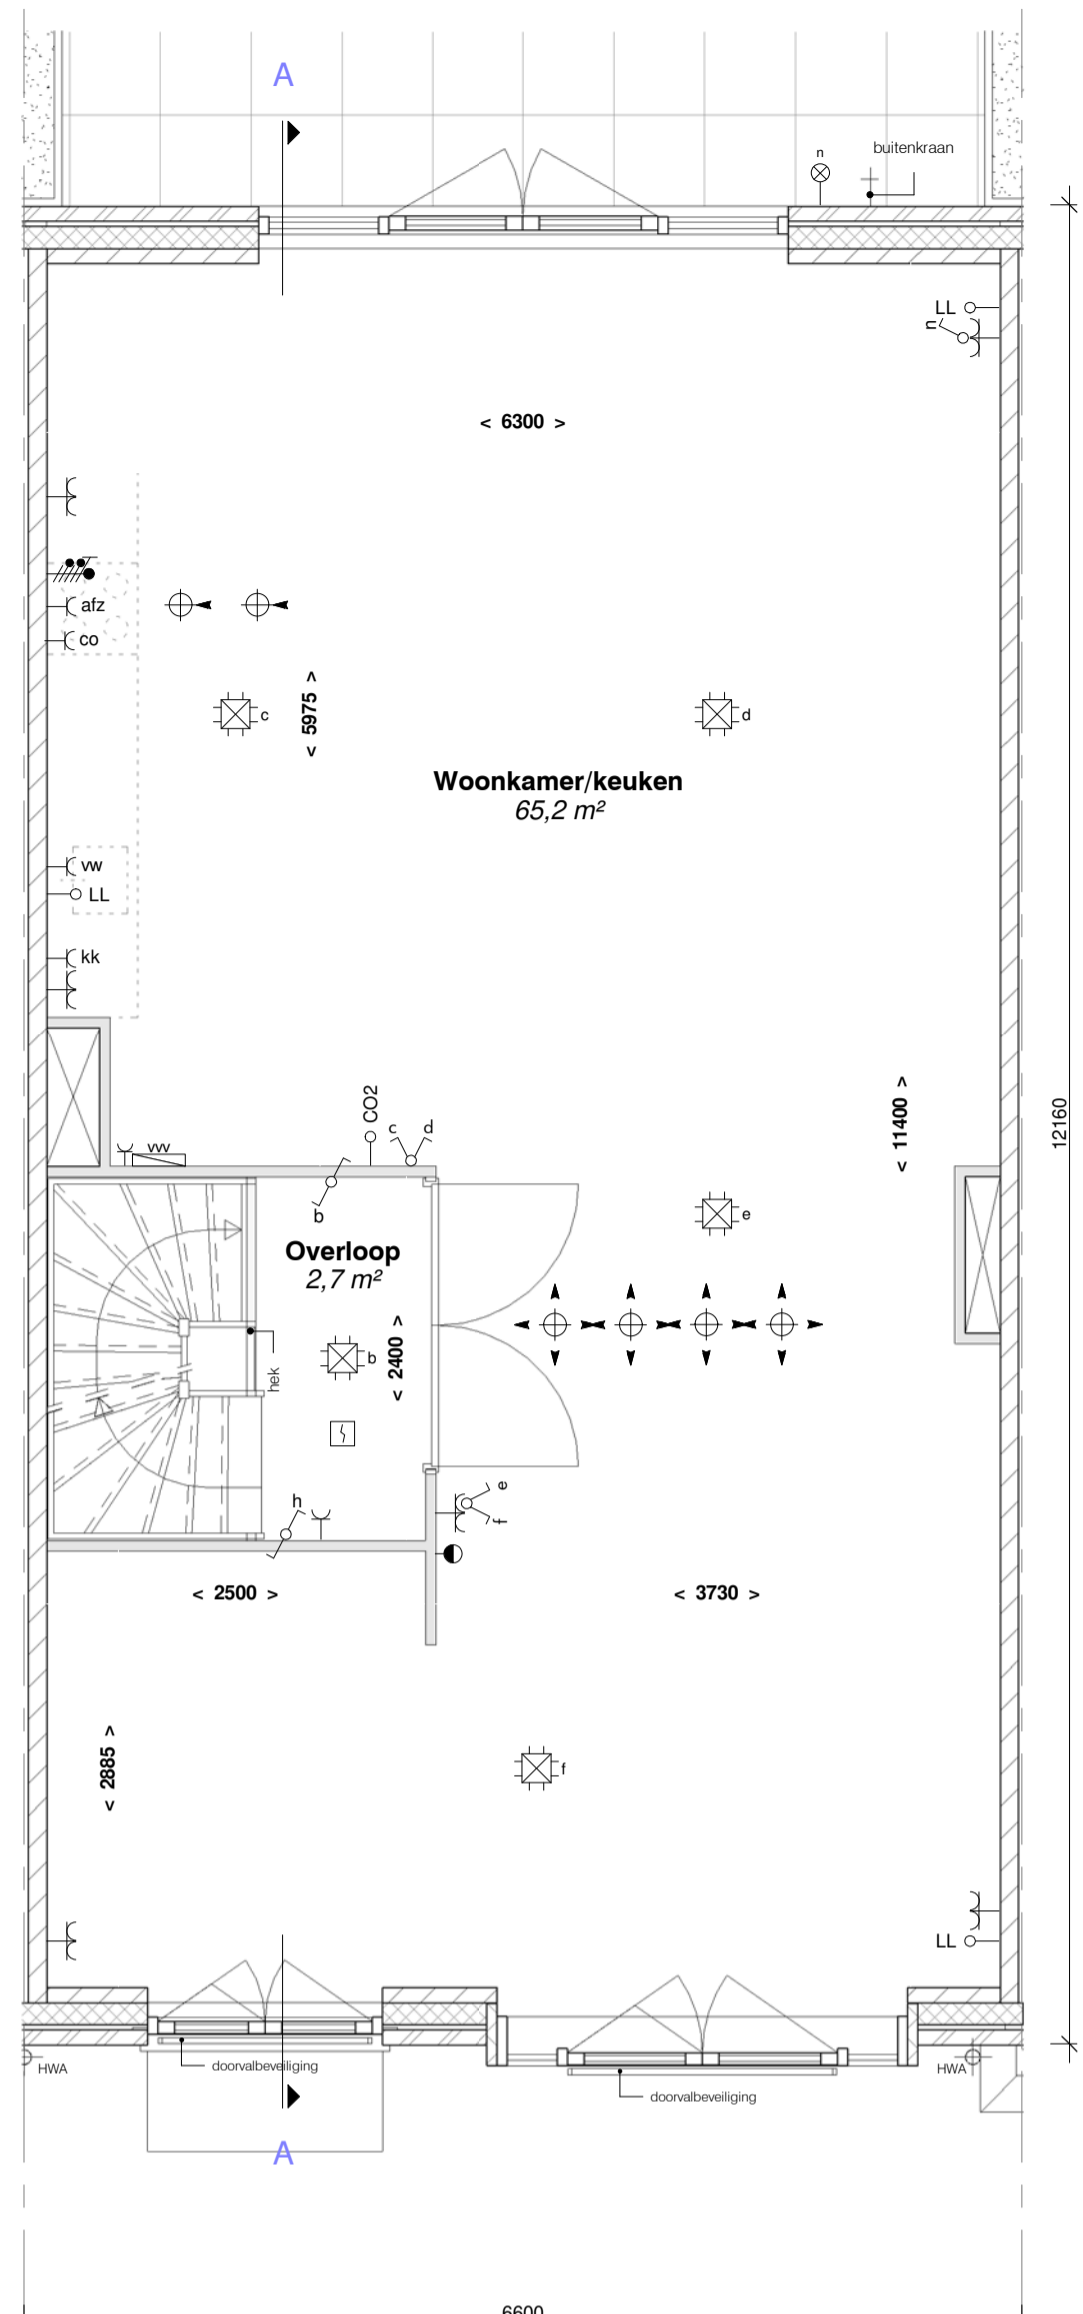 A
n
buitenkraan
LL
n
< 6300 >
afz
co
c
< 5975 >
d
Woonkamer/keuken
65,2 m²
vw
LL
kk
CO2
c
d
< 11400 >
12160
vvv
b
e
Overloop
2,7 m²
b
< 2400 >
hek
h
e
f
< 2500 >
< 3730 >
< 2885 >
f
LL
HWA
doorvalbeveiliging
HWA
doorvalbeveiliging
A
6600